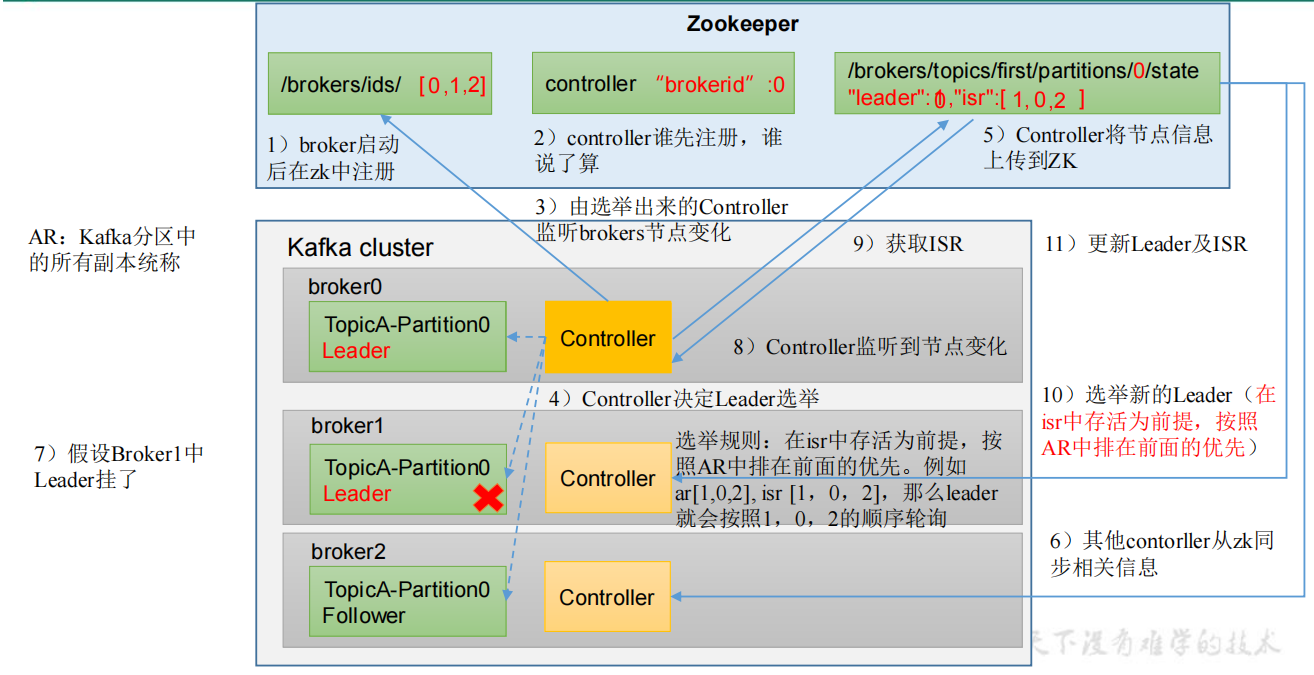 Zookeeper
/brokers/ids/ [0,1,2]
controller “brokerid” :0
/brokers/topics/first/partitions/0/state
"leader": ,"isr":[ 1, 0,2 ]
1）broker启动
后在zk中注册
2）controller谁先注册，谁
说了算
5）Controller将节点信息
上传到ZK
3）由选举出来的Controller
监听brokers节点变化
AR：Kafka分区中
的所有副本统称
Kafka cluster
9）获取ISR
11）更新Leader及ISR
broker0
TopicA-Partition0
Leader
Controller
8）Controller监听到节点变化
4）Controller决定Leader选举
10）选举新的Leader（在
isr中存活为前提，按照
AR中排在前面的优先）
broker1
TopicA-Partition0
Leader
Controller
选举规则：在isr中存活为前提，按
照AR中排在前面的优先。例如
ar[1,0,2], isr [1，0，2]，那么leader
就会按照1，0，2的顺序轮询
7）假设Broker1中
Leader挂了
broker2
TopicA-Partition0
Follower
Controller
6）其他contorller从zk同
步相关信息
天下没有难学的技术